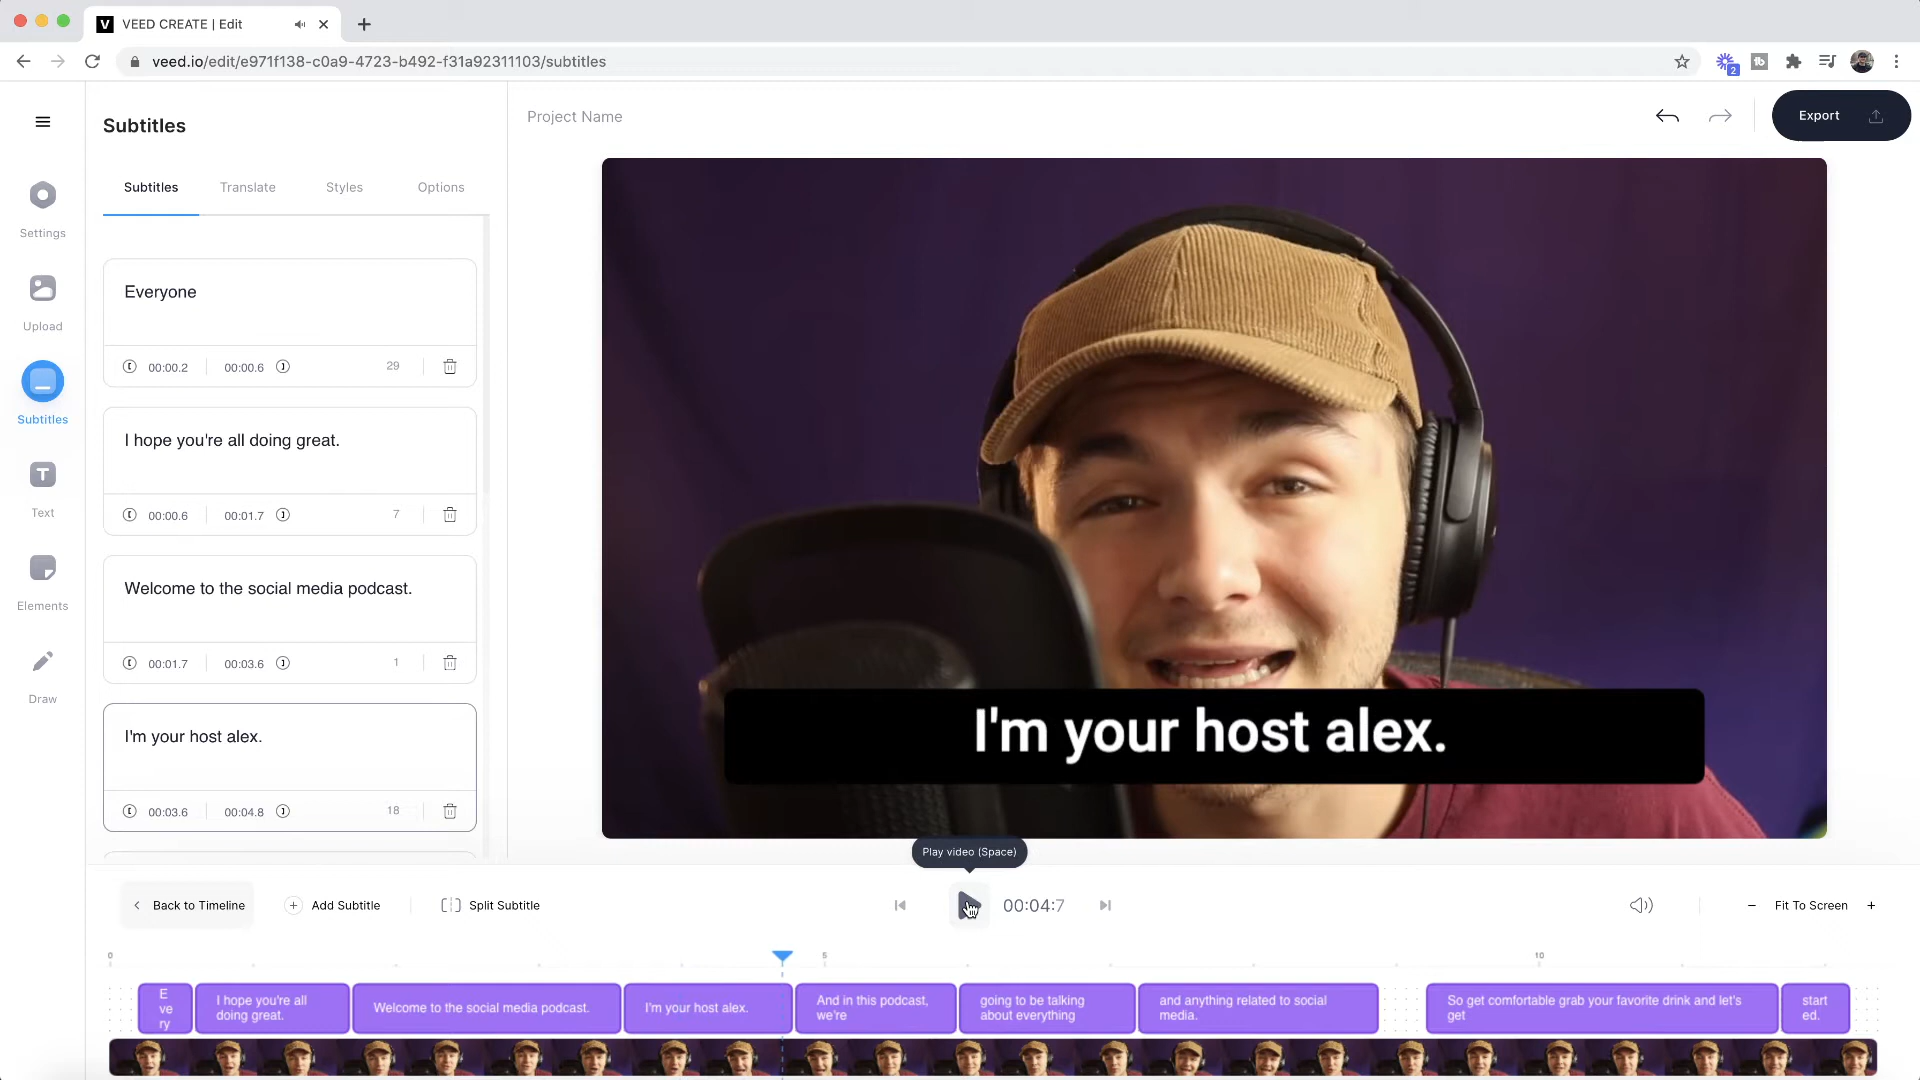 VEED CREATE | Edit
veed.io/edit/e971f138-c0a9-4723-b492-f31a92311103/subtitles
2
tb
Subtitles
Project Name
Export
Subtitles
Translate
Styles
Options
Settings
Upload
Subtitles
Text
Elements
Draw
Everyone
00:00.2
00:00.6
29
I hope you're all doing great.
00:00.6
00:01.7
7
Welcome to the social media podcast.
00:01.7
00:03.6
1
I'm your host alex.
00:03.6
00:04.8
18
I'm your host alex.
Play video (Space)
Back to Timeline
Add Subtitle
Split Subtitle
00:04:7
Fit To Screen
0
5
10
E
ve
ry
I hope you're all
doing great.
Welcome to the social media podcast.
I'm your host alex.
And in this podcast,
we're
going to be talking
about everything
and anything related to social
media.
So get comfortable grab your favorite drink and let's
get
start
ed.